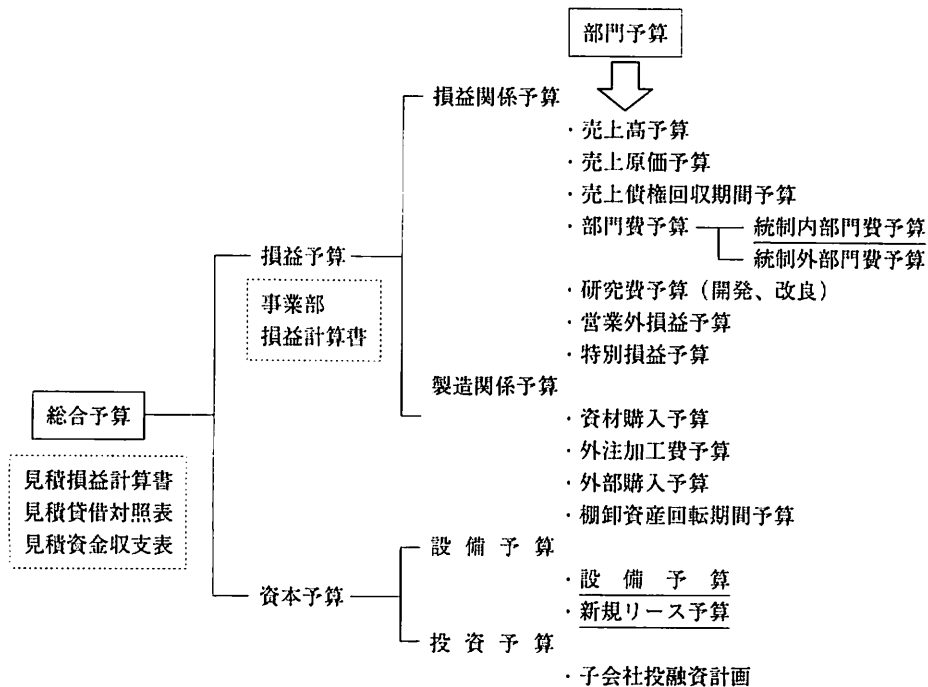 部門予算
損益関係予算
・売上高予算
・売上原価予算
・売上債権回収期間予算
・部門費予算
統制内部門費予算
統制外部門費予算
・研究費予算（開発、改良）
・営業外損益予算
・特別損益予算
損益予算
事業部
損益計算書
製造関係予算
・資材購入予算
・外注加工費予算
・外部購入予算
・棚卸資産回転期間予算
総合予算
見積損益計算書
見積貸借対照表
見積資金収支表
資本予算
設備予算
・設備予算
・新規リース予算
投資予算
・子会社投融資計画